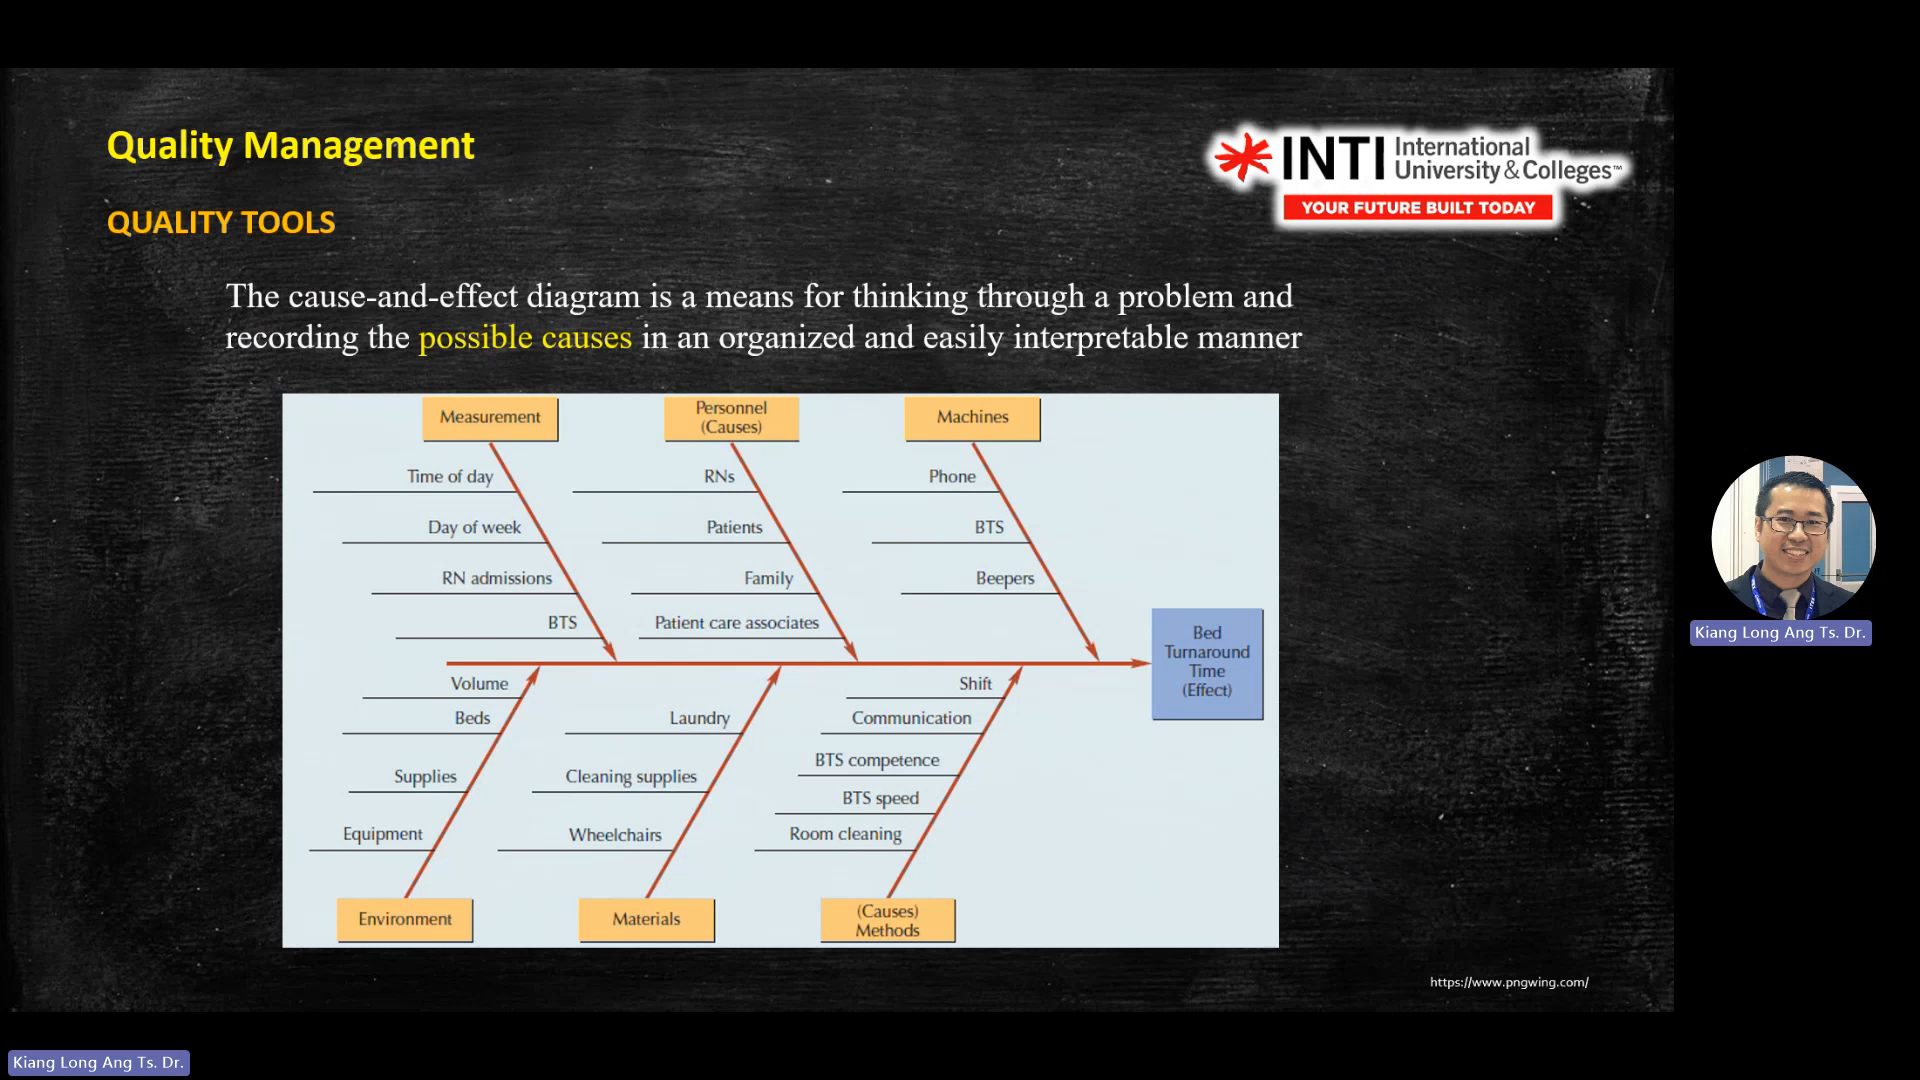 Quality Management
INTI International
University & Colleges™
YOUR FUTURE BUILT TODAY
QUALITY TOOLS
The cause-and-effect diagram is a means for thinking through a problem and
recording the possible causes in an organized and easily interpretable manner
Measurement
Personnel
(Causes)
Machines
Time of day
RNs
Phone
Day of week
Patients
BTS
RN admissions
Family
Beepers
BTS
Patient care associates
Bed
Turnaround
Time
(Effect)
Volume
Shift
Beds
Laundry
Communication
BTS competence
Supplies
Cleaning supplies
BTS speed
Equipment
Wheelchairs
Room cleaning
Environment
Materials
(Causes)
Methods
https://www.pngwing.com/
Kiang Long Ang Ts. Dr.
Kiang Long Ang Ts. Dr.